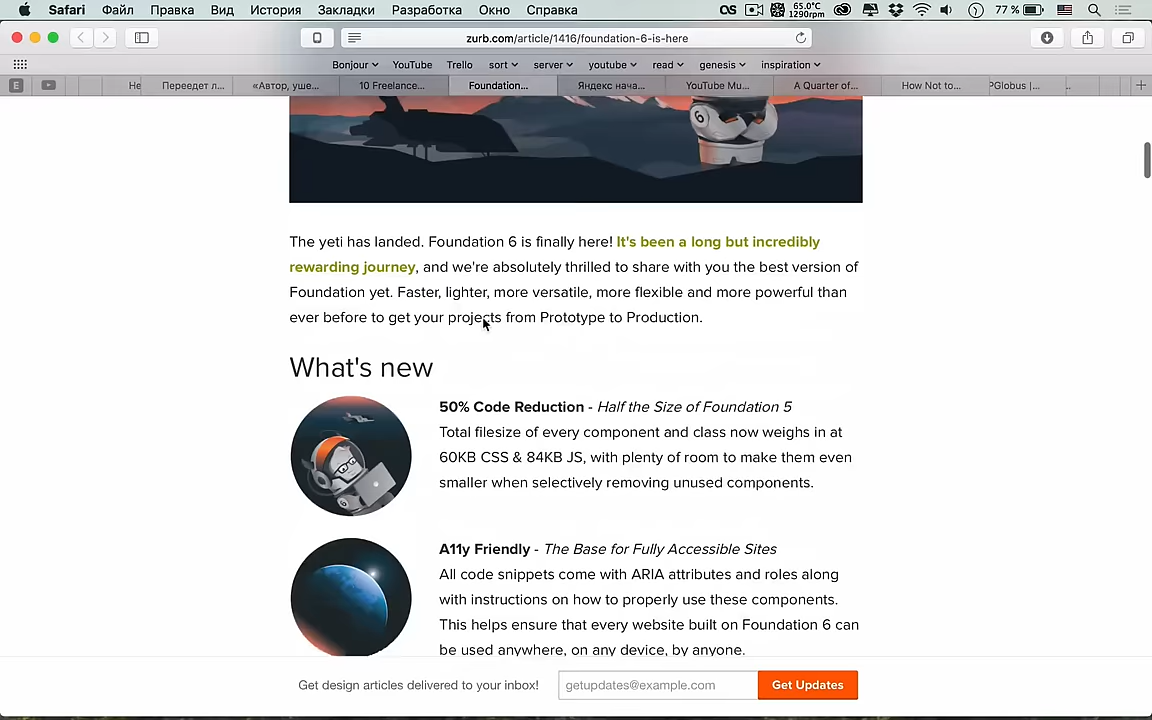 Safari Файл Правка Вид История Закладки Разработка Окно Справка 65.0°C 1290rpm 77 %
zurb.com/article/1416/foundation-6-is-here
Bonjour YouTube Trello sort server youtube read genesis inspiration
E He Переедет л... «Автор, уше... 10 Freelance... Foundation... Яндекс нача... YouTube Mu... A Quarter of... How Not to... PGlobus |... ..
6
The yeti has landed. Foundation 6 is finally here! It's been a long but incredibly
rewarding journey, and we're absolutely thrilled to share with you the best version of
Foundation yet. Faster, lighter, more versatile, more flexible and more powerful than
ever before to get your projects from Prototype to Production.
What's new
50% Code Reduction - Half the Size of Foundation 5
Total filesize of every component and class now weighs in at
60KB CSS & 84KB JS, with plenty of room to make them even
smaller when selectively removing unused components.
A11y Friendly - The Base for Fully Accessible Sites
All code snippets come with ARIA attributes and roles along
with instructions on how to properly use these components.
This helps ensure that every website built on Foundation 6 can
be used anywhere, on any device, by anyone.
Get design articles delivered to your inbox! getupdates@example.com Get Updates